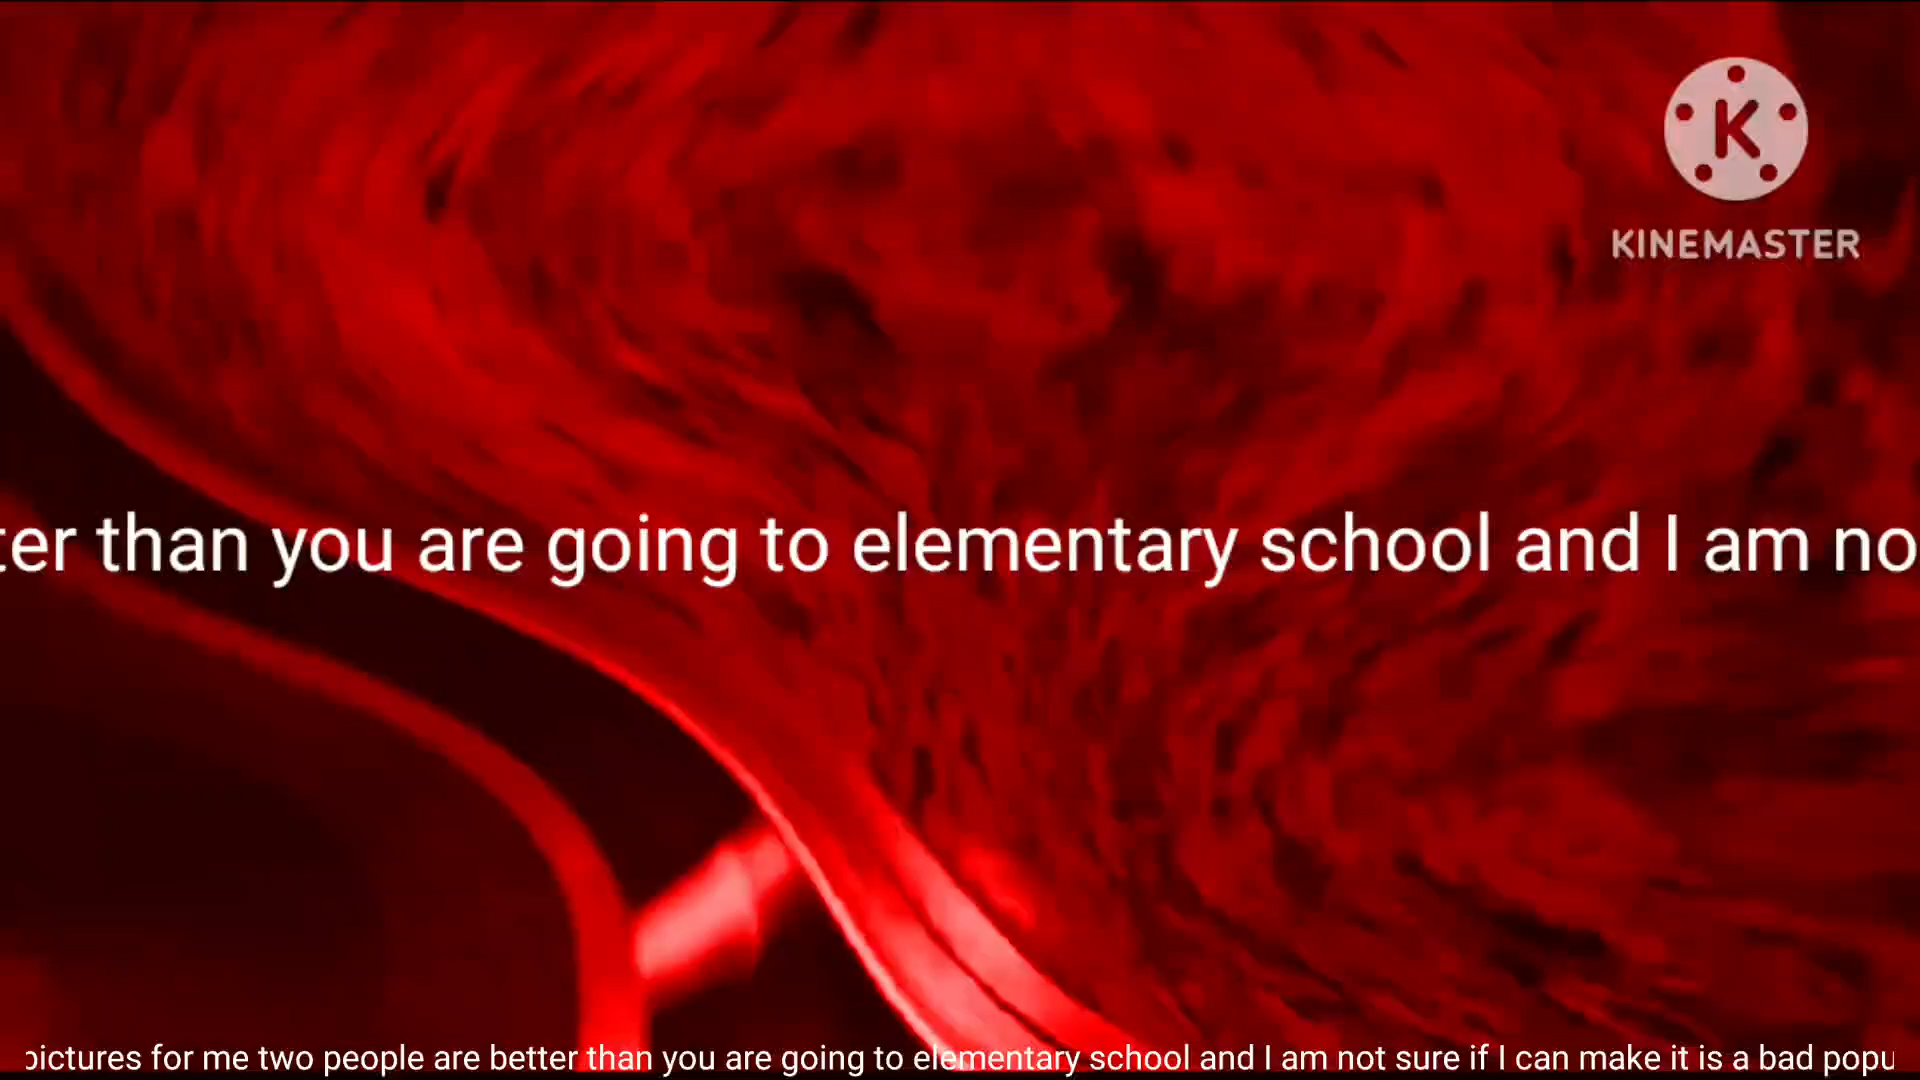 K
KINEMASTER
ter than you are going to elementary school and I am no
pictures for me two people are better than you are going to elementary school and I am not sure if I can make it is a bad popu